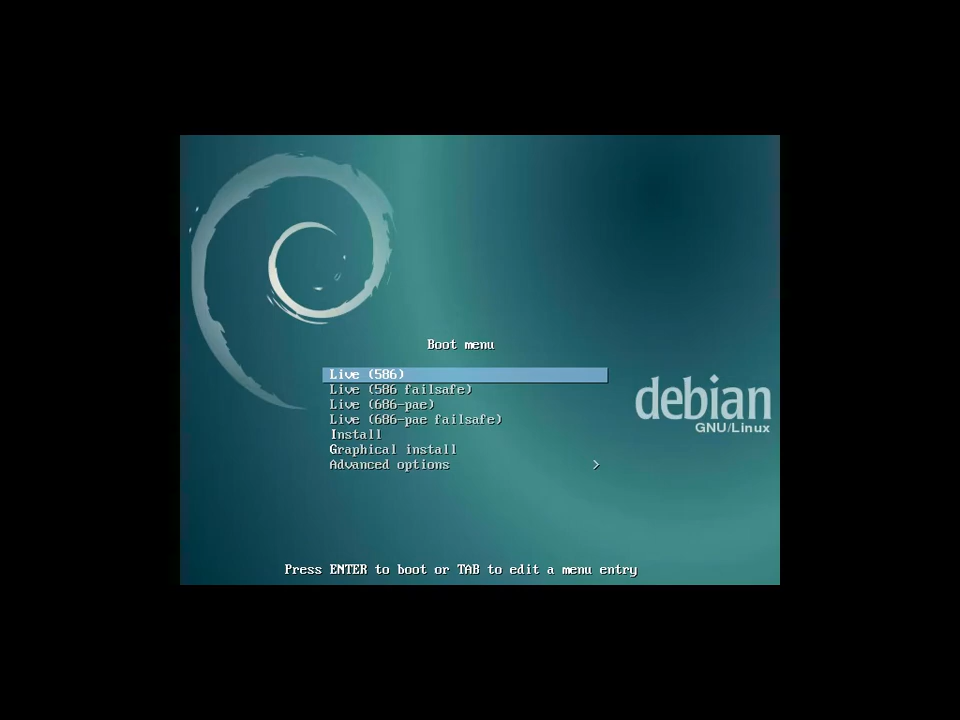 Boot menu
Live (586)
Live (586 failsafe)
Live (686-pae)
Live (686-pae failsafe)
Install
Graphical install
Advanced options >
debian
GNU/Linux
Press ENTER to boot or TAB to edit a menu entry